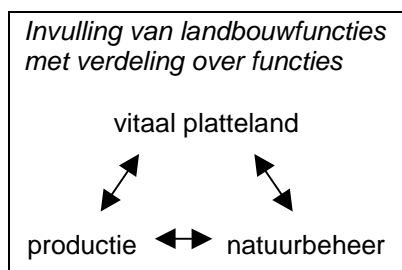 Invulling van landbouwfuncties
met verdeling over functies
vitaal platteland
productie natuurbeheer